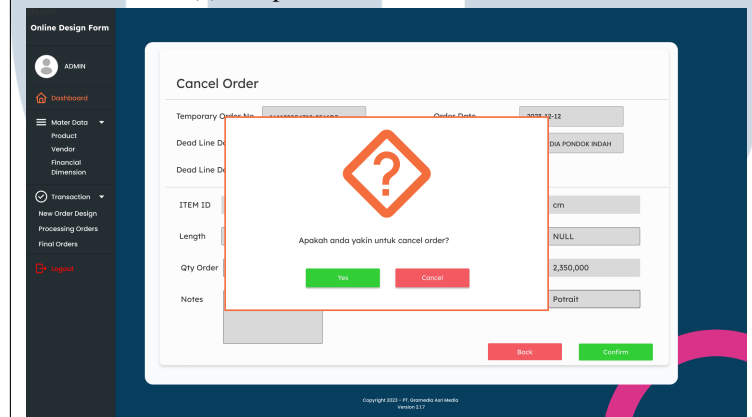 Online Design Form
ADMIN
Dashboard
Mater Data
Product
Vendor
Financial
Dimension
Transaction
New Order Design
Processing Orders
Final Orders
Logout
Cancel Order
Temporary Order No
Order Date
2023-12-12
Dead Line D
DIA PONDOK INDAH
Dead Line D
ITEM ID
cm
Length
NULL
Qty Order
2,350,000
Notes
Potrait
Apakah anda yakin untuk cancel order?
Yes
Cancel
Back
Confirm
Copyright 2023 - PT. Gramedia Asri Media
Version 2.1.7